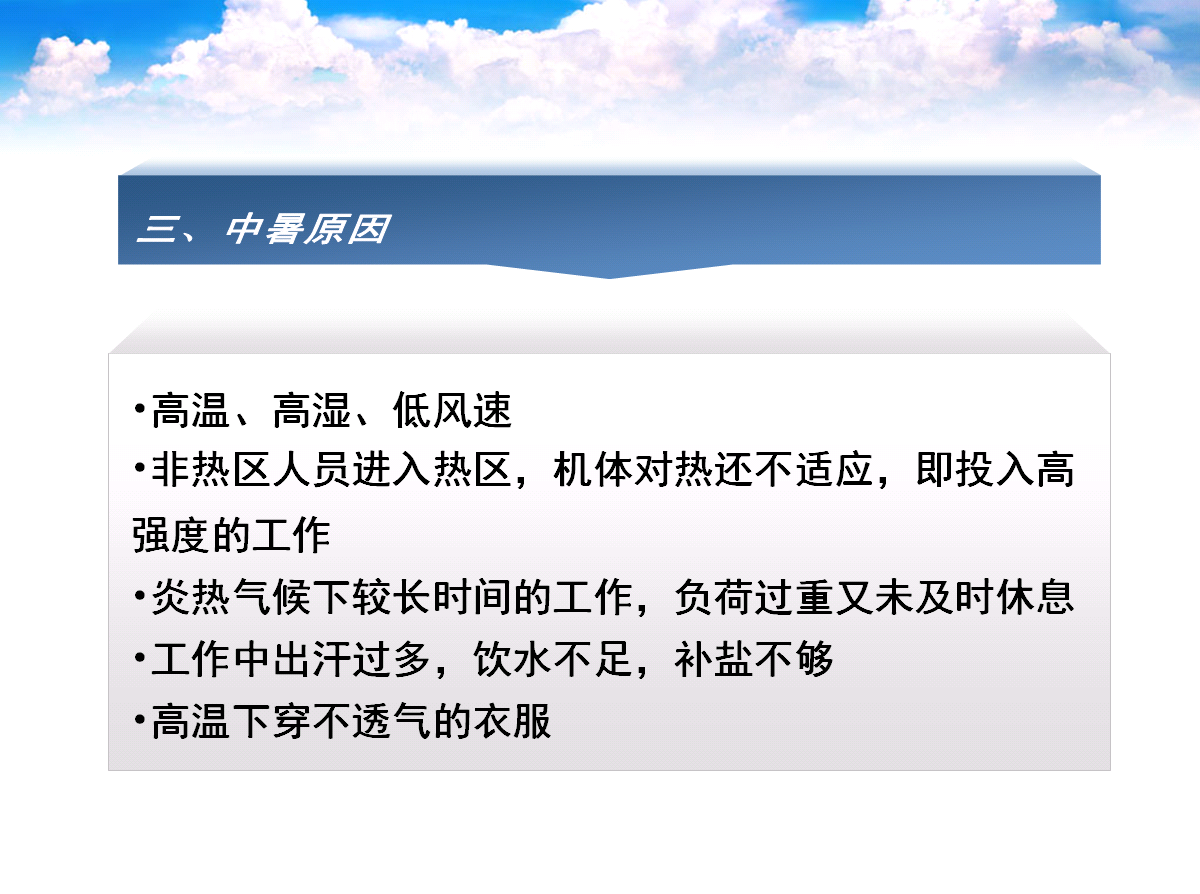 三、中暑原因
•高温、高湿、低风速
•非热区人员进入热区，机体对热还不适应，即投入高
强度的工作
•炎热气候下较长时间的工作，负荷过重又未及时休息
•工作中出汗过多，饮水不足，补盐不够
•高温下穿不透气的衣服